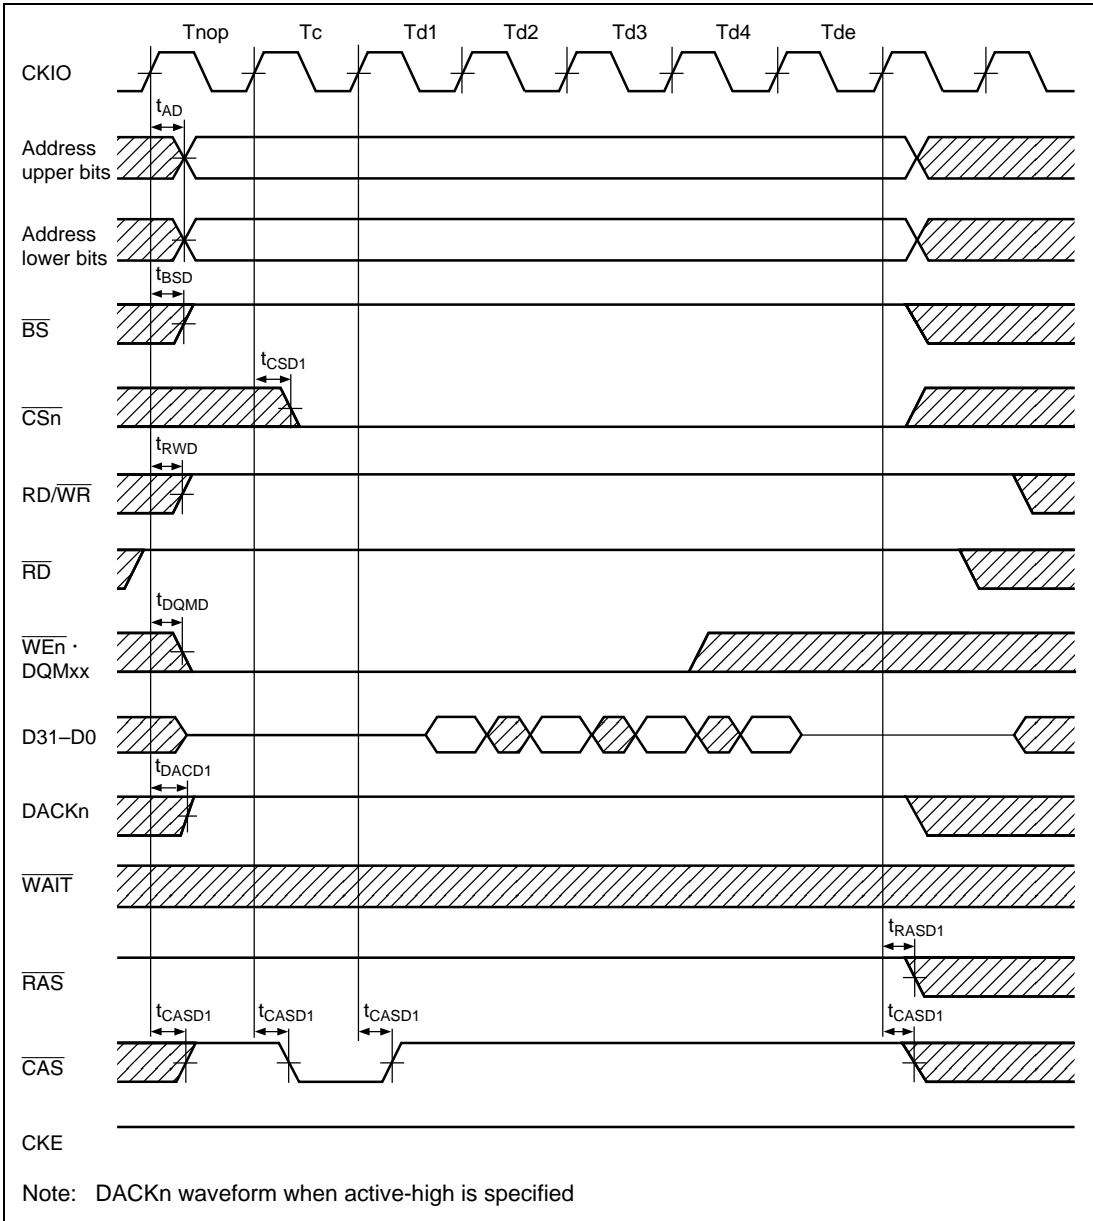 Tnop Tc Td1 Td2 Td3 Td4 Tde
CKIO
tAD
Address
upper bits
Address
lower bits
tBSD
BS
tCSD1
CSn
tRWD
RD/WR
RD
tDQMD
WEn ·
DQMxx
D31–D0
tDACD1
DACKn
WAIT
tRASD1
RAS
tCASD1 tCASD1 tCASD1 tCASD1
CAS
CKE
Note: DACKn waveform when active-high is specified